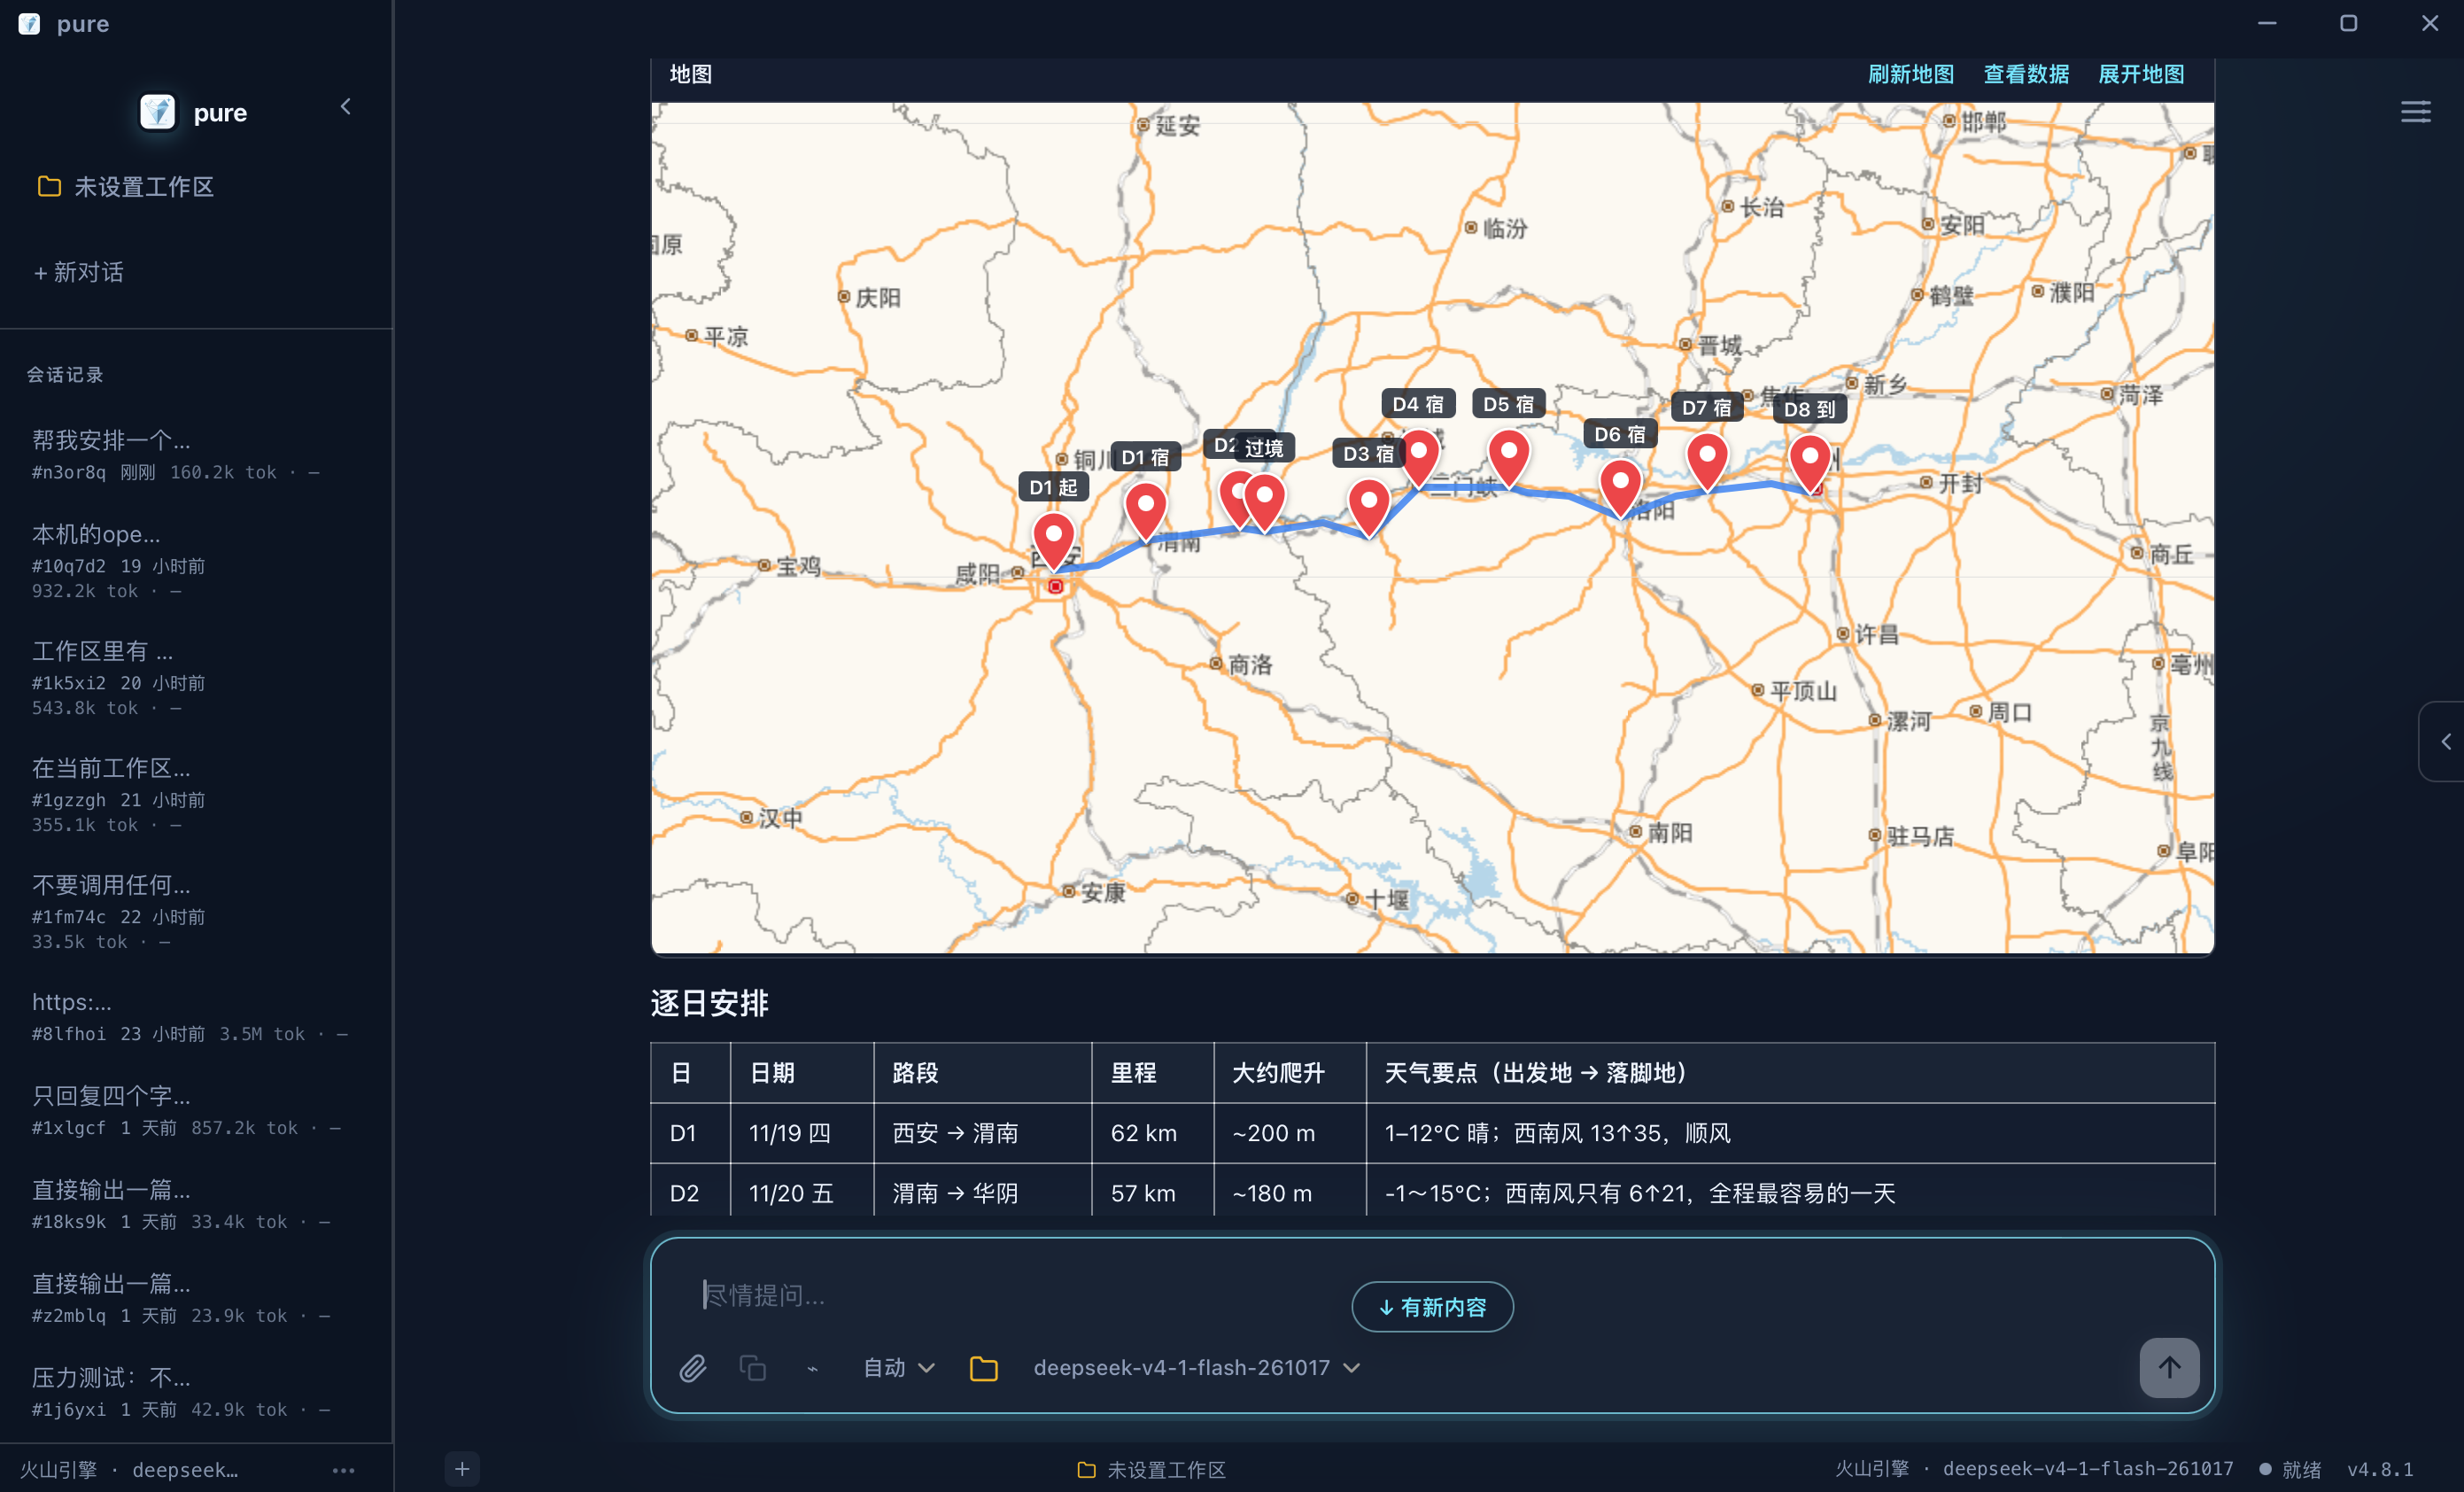 pure
pure
未设置工作区
+ 新对话
会话记录
帮我安排一个...
#n3or8q 刚刚 160.2k tok · —
本机的ope...
#10q7d2 19 小时前
932.2k tok · —
工作区里有 ...
#1k5xi2 20 小时前
543.8k tok · —
在当前工作区...
#1gzzgh 21 小时前
355.1k tok · —
不要调用任何...
#1fm74c 22 小时前
33.5k tok · —
https:...
#8lfhoi 23 小时前 3.5M tok · —
只回复四个字...
#1xlgcf 1 天前 857.2k tok · —
直接输出一篇...
#18ks9k 1 天前 33.4k tok · —
直接输出一篇...
#z2mblq 1 天前 23.9k tok · —
压力测试：不...
#1j6yxi 1 天前 42.9k tok · —
火山引擎 · deepseek…
地图
刷新地图 查看数据 展开地图
延安
邯郸
长治
安阳
临汾
庆阳
鹤壁
濮阳
平凉
晋城
新乡
菏泽
D4 宿
D5 宿
D7 宿
D8 到
D6 宿
过境
D3 宿
铜川
D1 宿
D1 起
三门峡
开封
洛阳
渭南
商丘
宝鸡
咸阳
西安
许昌
商洛
亳州
平顶山
周口
漯河
京九线
汉中
南阳
驻马店
阜阳
安康
十堰
逐日安排
日 日期 路段 里程 大约爬升 天气要点（出发地 → 落脚地）
D1 11/19 四 西安 → 渭南 62 km ~200 m 1–12°C 晴；西南风 13↑35，顺风
D2 11/20 五 渭南 → 华阴 57 km ~180 m -1～15°C；西南风只有 6↑21，全程最容易的一天
尽情提问...
↓ 有新内容
自动
deepseek-v4-1-flash-261017
未设置工作区
火山引擎 · deepseek-v4-1-flash-261017 就绪 v4.8.1